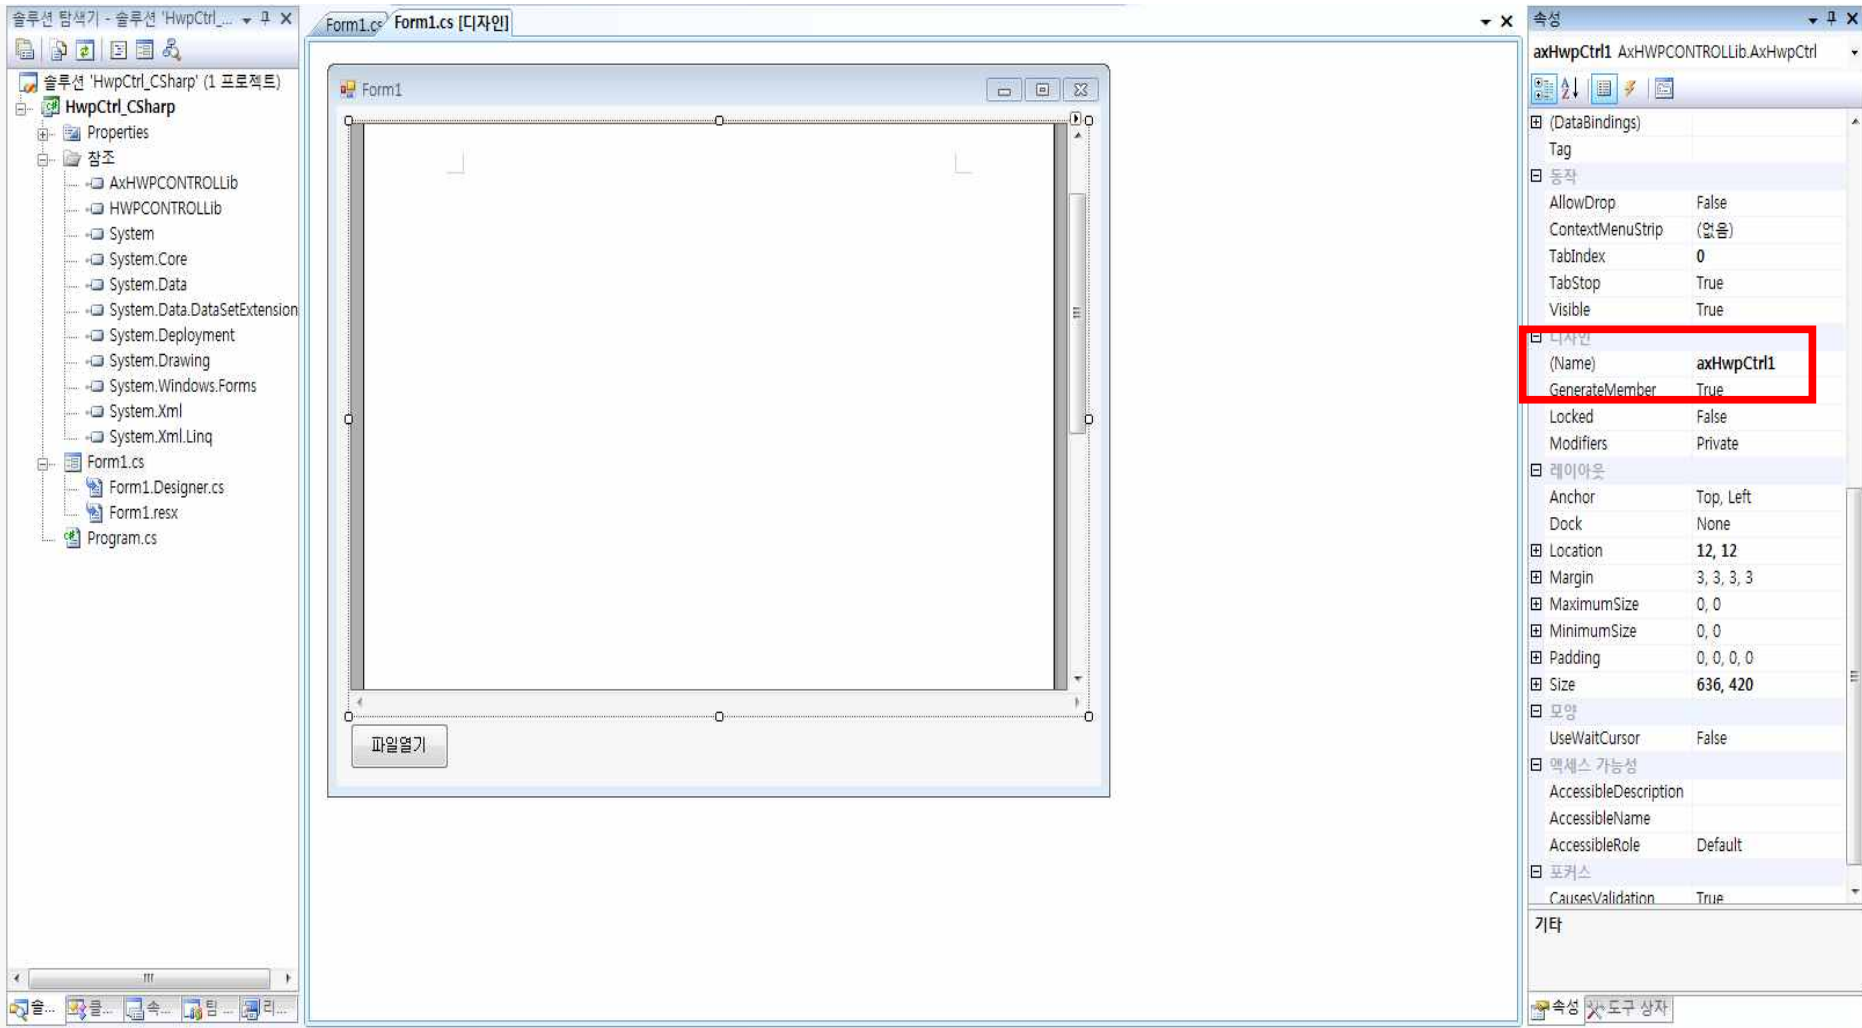 솔루션 탐색기 - 솔루션 'HwpCtrl_...
솔루션 'HwpCtrl_CSharp' (1 프로젝트)
HwpCtrl_CSharp
Properties
참조
AxHWPCONTROLLib
HWPCONTROLLib
System
System.Core
System.Data
System.Data.DataSetExtension
System.Deployment
System.Drawing
System.Windows.Forms
System.Xml
System.Xml.Linq
Form1.cs
Form1.Designer.cs
Form1.resx
Program.cs
솔... 클... 속... 팀 ... 리...
Form1.cs Form1.cs [디자인]
Form1
파일열기
속성
axHwpCtrl1 AxHWPCONTROLLib.AxHwpCtrl
(DataBindings)
Tag
동작
AllowDrop False
ContextMenuStrip (없음)
TabIndex 0
TabStop True
Visible True
디자인
(Name) axHwpCtrl1
GenerateMember True
Locked False
Modifiers Private
레이아웃
Anchor Top, Left
Dock None
Location 12, 12
Margin 3, 3, 3, 3
MaximumSize 0, 0
MinimumSize 0, 0
Padding 0, 0, 0, 0
Size 636, 420
모양
UseWaitCursor False
액세스 가능성
AccessibleDescription
AccessibleName
AccessibleRole Default
포커스
CausesValidation True
기타
속성 도구 상자